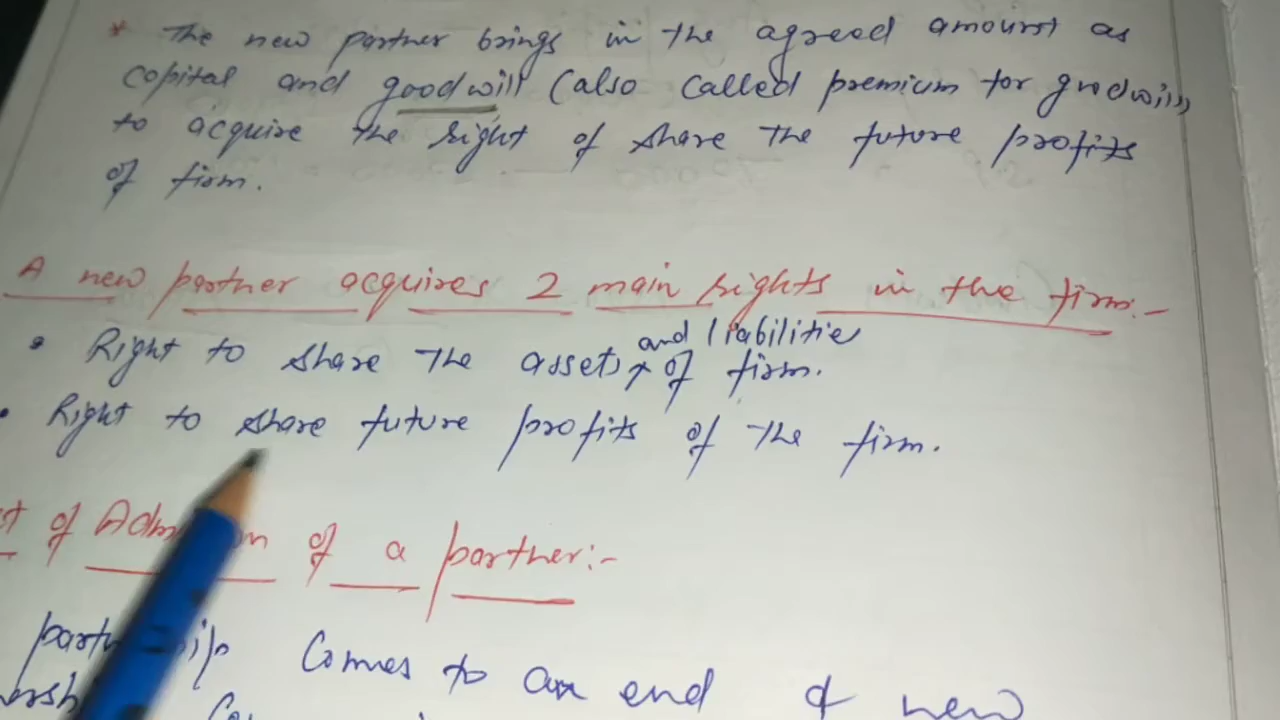 * The new partner brings in the agreed amount as
capital and goodwill (also called premium for goodwill)
to acquire the right of share the future profits
of firm.
A new partner acquires 2 main rights in the firm:-
and liabilities
• Right to share the assets, of firm.
• Right to share future profits of the firm.
of of a partner:-
Comes to an end & new